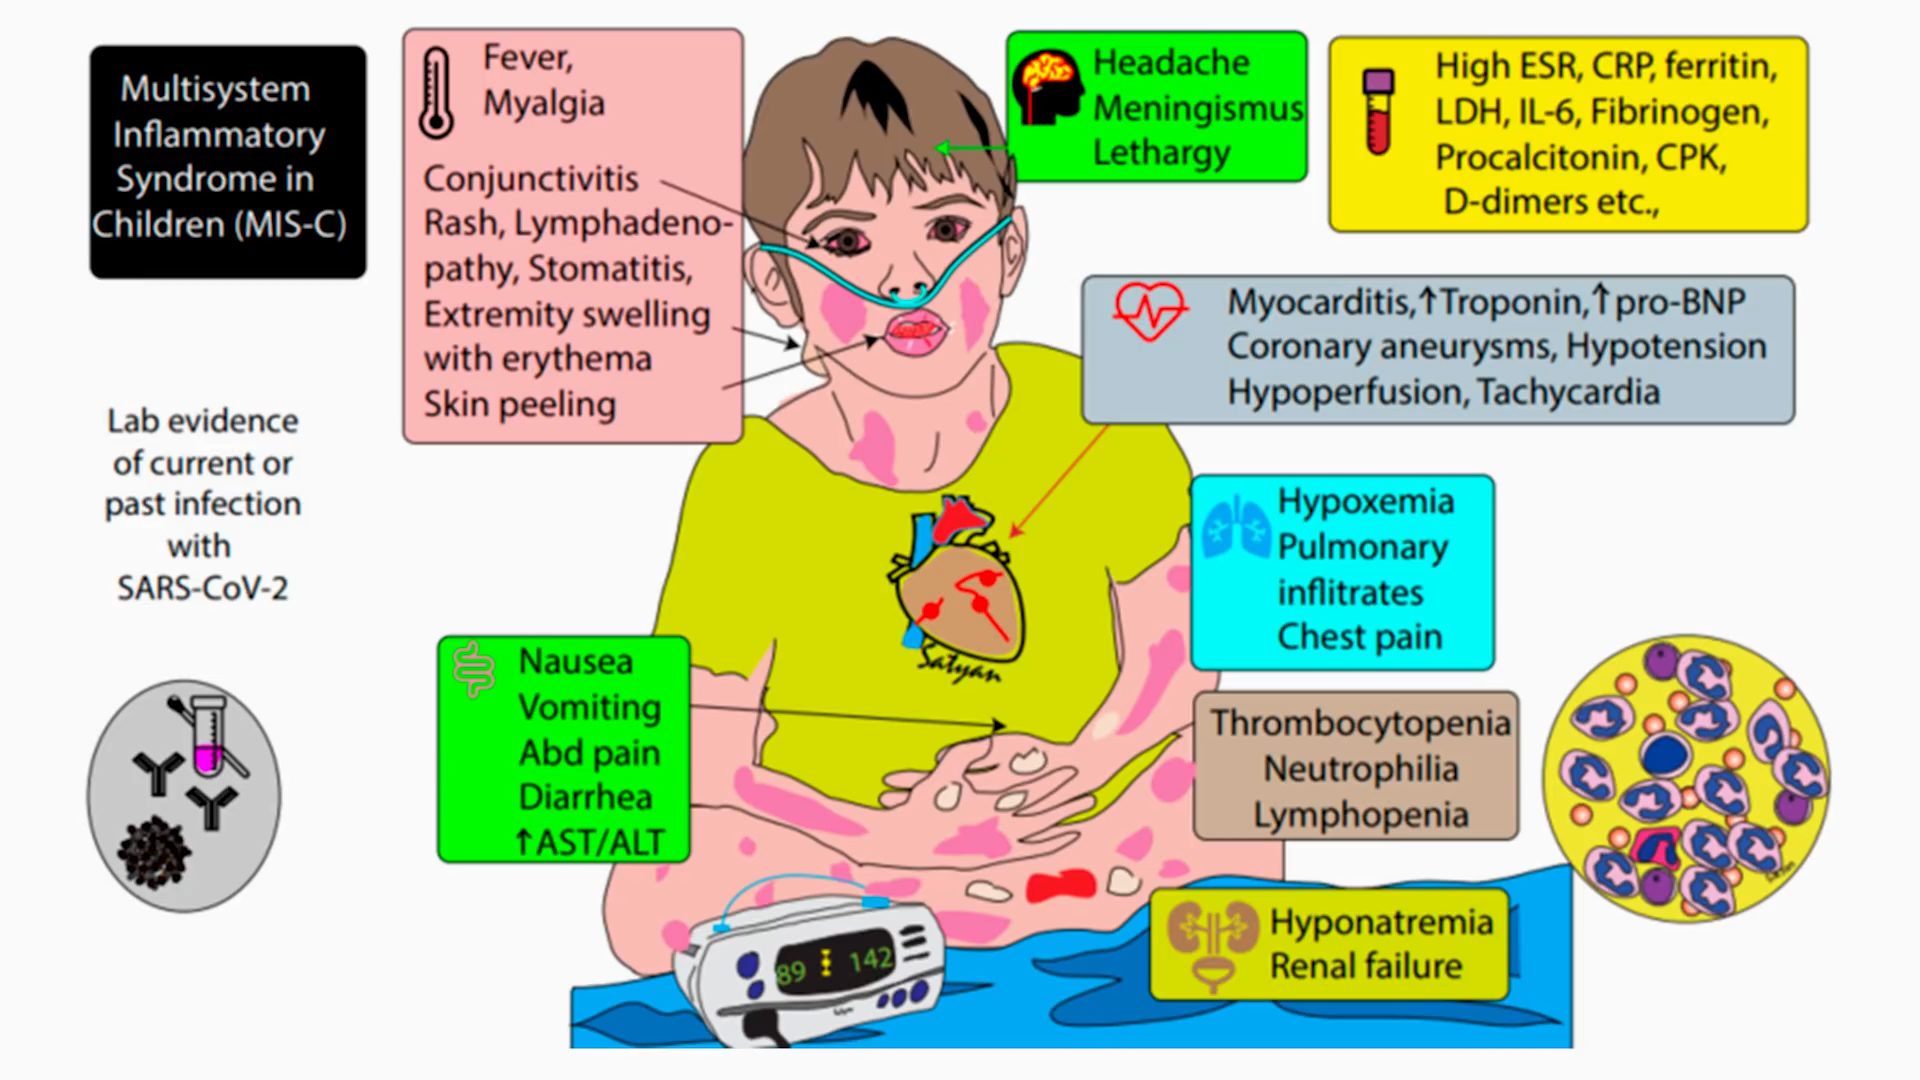 Multisystem
Inflammatory
Syndrome in
Children (MIS-C)
Lab evidence
of current or
past infection
with
SARS-CoV-2
Fever,
Myalgia
Conjunctivitis
Rash, Lymphadeno-
pathy, Stomatitis,
Extremity swelling
with erythema
Skin peeling
Headache
Meningismus
Lethargy
High ESR, CRP, ferritin,
LDH, IL-6, Fibrinogen,
Procalcitonin, CPK,
D-dimers etc.,
Myocarditis,↑Troponin,↑pro-BNP
Coronary aneurysms, Hypotension
Hypoperfusion, Tachycardia
Hypoxemia
Pulmonary
inflitrates
Chest pain
Satyan
Nausea
Vomiting
Abd pain
Diarrhea
↑AST/ALT
Thrombocytopenia
Neutrophilia
Lymphopenia
Hyponatremia
Renal failure
89 142